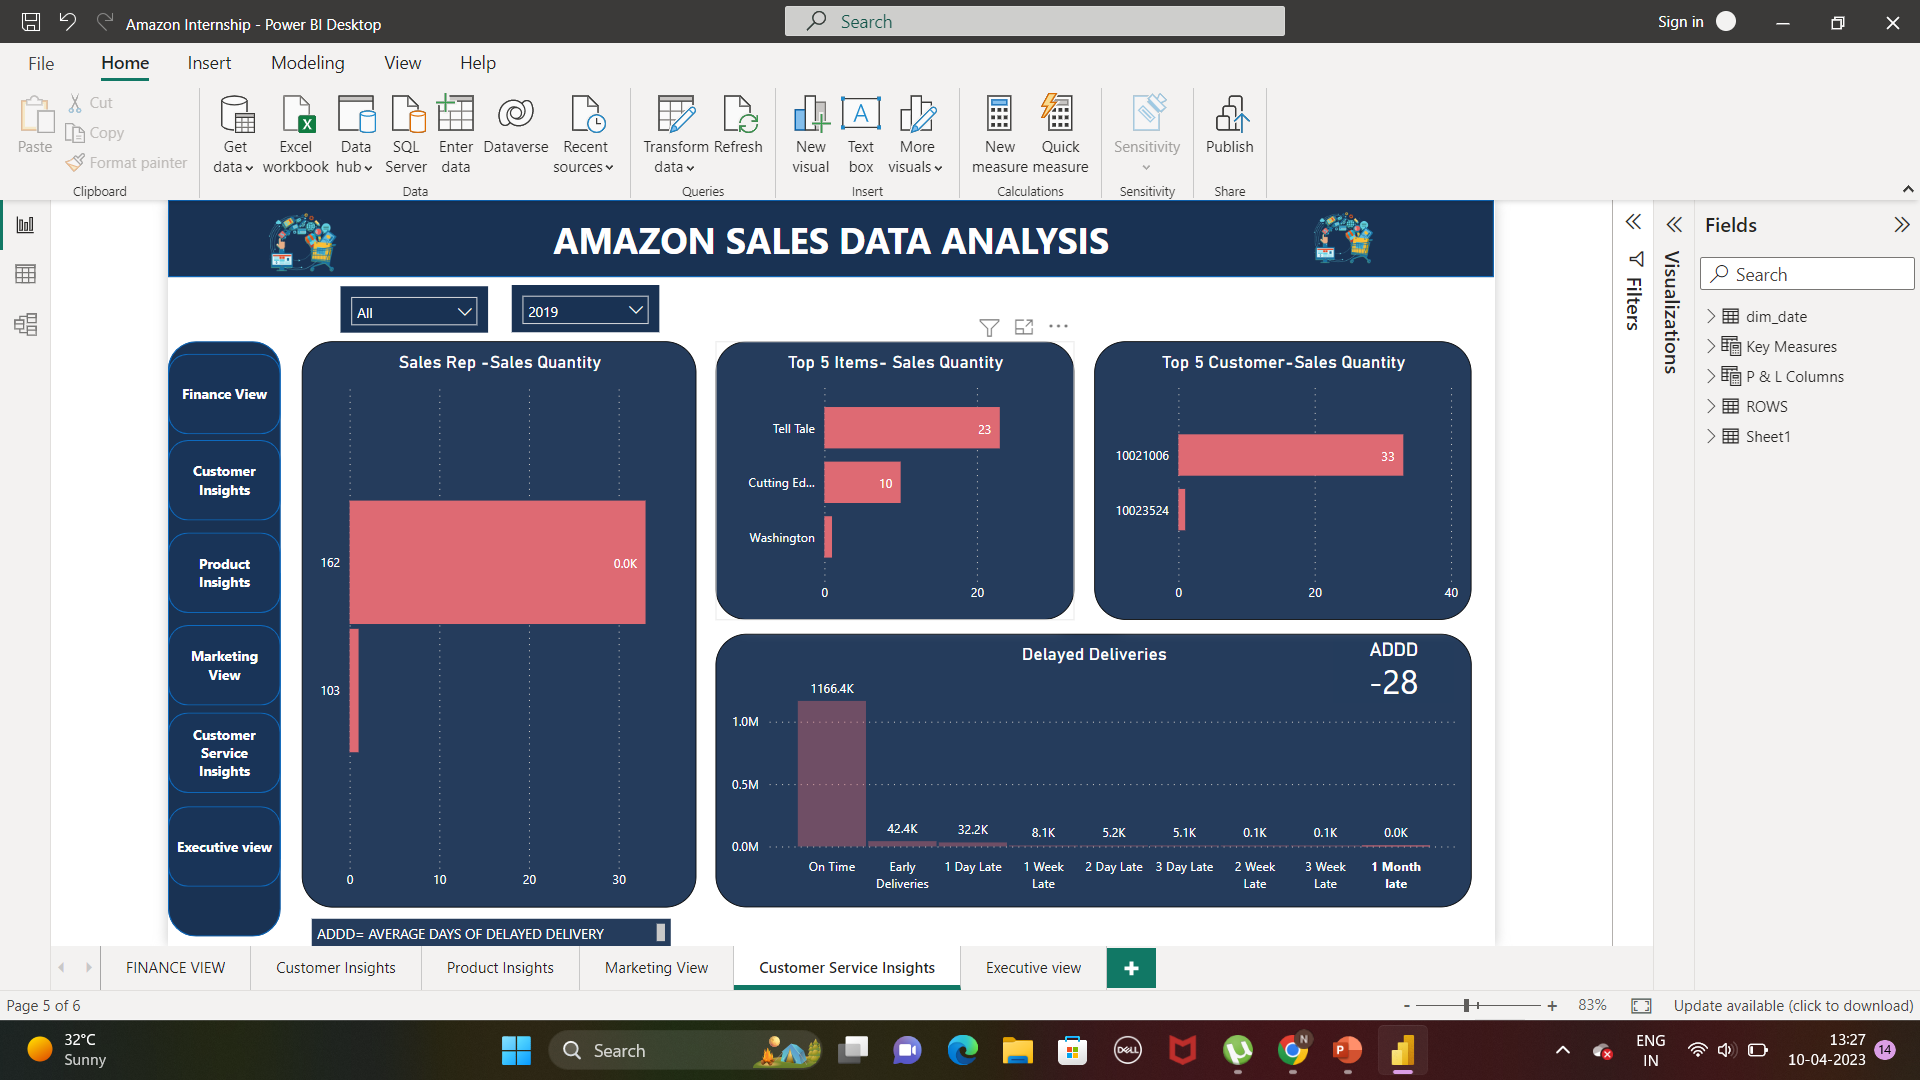 Amazon Internship - Power BI Desktop
Search
Sign in
File Home Insert Modeling View Help
Paste
Cut
Copy
Format painter
Clipboard
Get data
Excel workbook
Data hub
SQL Server
Enter data
Dataverse
Recent sources
Data
Transform data
Refresh
Queries
New visual
Text box
More visuals
Insert
New measure
Quick measure
Calculations
Sensitivity
Sensitivity
Publish
Share
AMAZON SALES DATA ANALYSIS
All
2019
Finance View
Customer Insights
Product Insights
Marketing View
Customer Service Insights
Executive view
Sales Rep -Sales Quantity
162
0.0K
103
0 10 20 30
Top 5 Items- Sales Quantity
Tell Tale
23
Cutting Ed...
10
Washington
0 20
Top 5 Customer-Sales Quantity
10021006
33
10023524
0 20 40
Delayed Deliveries
ADDD
-28
1166.4K
1.0M
0.5M
42.4K 32.2K 8.1K 5.2K 5.1K 0.1K 0.1K 0.0K
0.0M
On Time
Early Deliveries
1 Day Late
1 Week Late
2 Day Late
3 Day Late
2 Week Late
3 Week Late
1 Month late
ADDD= AVERAGE DAYS OF DELAYED DELIVERY
Filters
Visualizations
Fields
Search
dim_date
Key Measures
P & L Columns
ROWS
Sheet1
FINANCE VIEW
Customer Insights
Product Insights
Marketing View
Customer Service Insights
Executive view
Page 5 of 6
- + 83%
Update available (click to download)
32°C
Sunny
Search
DELL
N
P
ENG
IN
13:27
10-04-2023
14